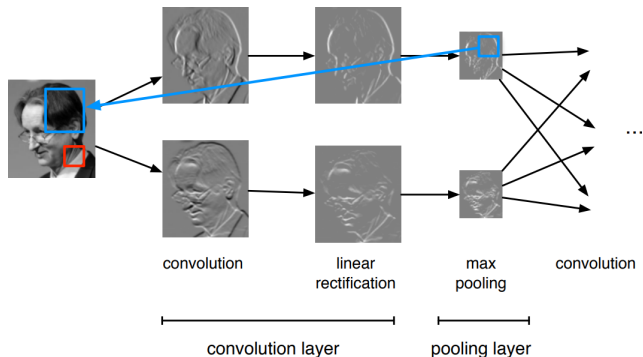 ...
convolution
linear
rectification
max
pooling
convolution
convolution layer
pooling layer